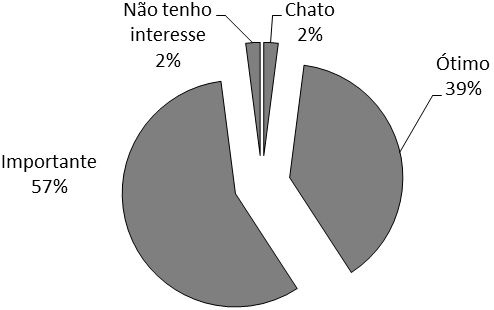 Não tenho
interesse
2%
Chato
2%
Ótimo
39%
Importante
57%